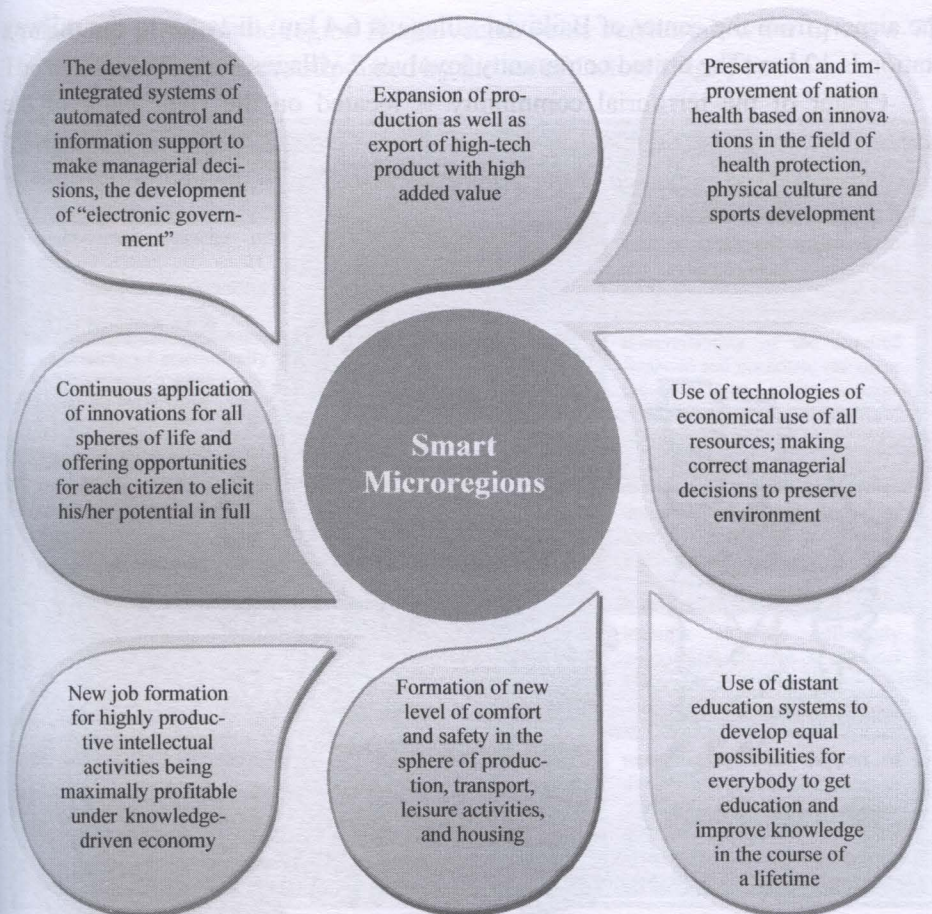 The development of
integrated systems of
automated control and
information support to
make managerial deci-
sions, the development
of “electronic govern-
ment”
Expansion of pro-
duction as well as
export of high-tech
product with high
added value
Preservation and im-
provement of nation
health based on innova-
tions in the field of
health protection,
physical culture and
sports development
Continuous application
of innovations for all
spheres of life and
offering opportunities
for each citizen to elicit
his/her potential in full
Smart
Microregions
Use of technologies of
economical use of all
resources; making
correct managerial
decisions to preserve
environment
New job formation
for highly produc-
tive intellectual
activities being
maximally profitable
under knowledge-
driven economy
Formation of new
level of comfort
and safety in the
sphere of produc-
tion, transport,
leisure activities,
and housing
Use of distant
education systems to
develop equal
possibilities for
everybody to get
education and
improve knowledge
in the course of
a lifetime